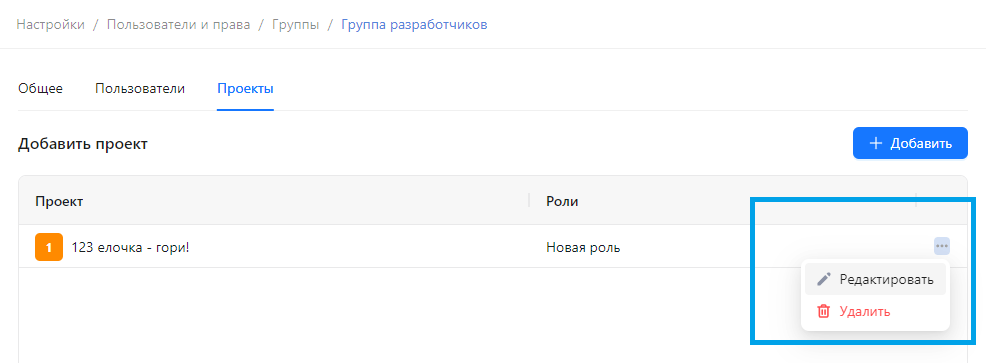 Настройки / Пользователи и права / Группы / Группа разработчиков
Общее Пользователи Проекты
Добавить проект
+ Добавить
Проект Роли
1 123 елочка - гори! Новая роль
Редактировать
Удалить